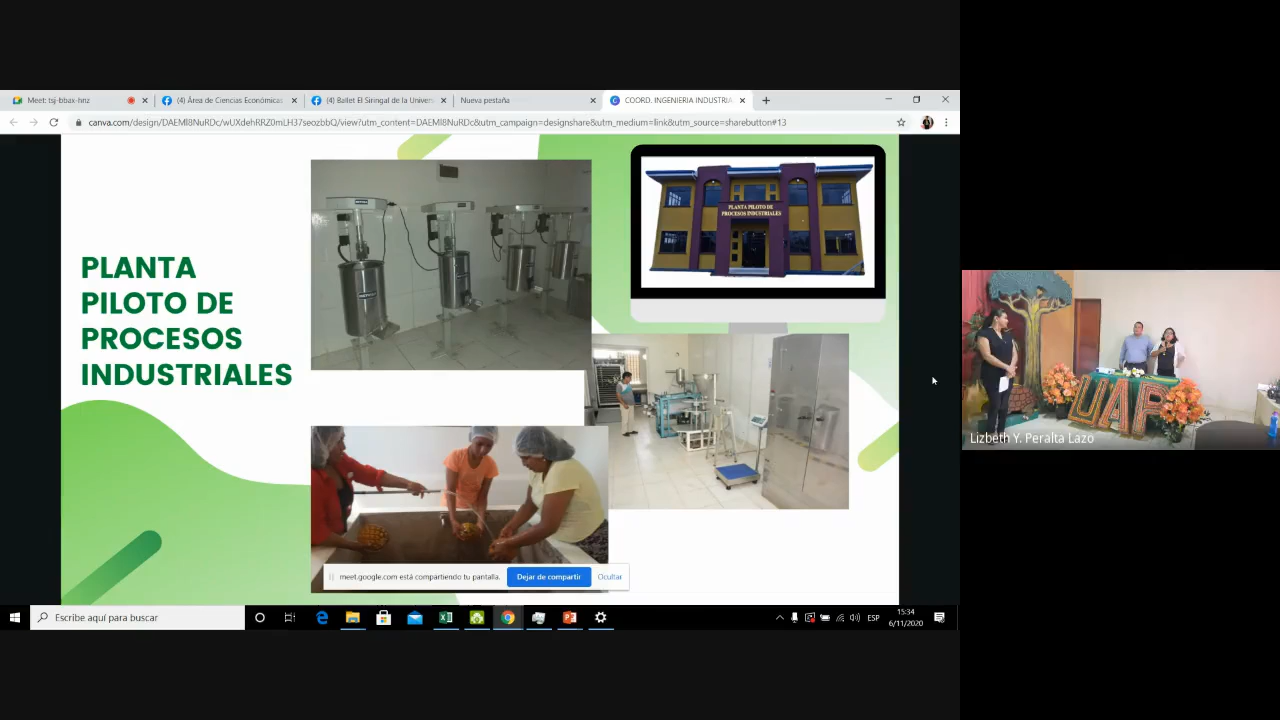 Meet: tsj-bbax-hnz
(4) Área de Ciencias Económicas
(4) Ballet El Siringal de la Univers
Nueva pestaña
COORD. INGENIERIA INDUSTRIA
canva.com/design/DAEMl8NuRDc/wUXdehRRZ0mLH37seozbbQ/view?utm_content=DAEMl8NuRDc&utm_campaign=designshare&utm_medium=link&utm_source=sharebutton#13
PLANTA PILOTO DE
PROCESOS INDUSTRIALES
PLANTA
PILOTO DE
PROCESOS
INDUSTRIALES
UAP
Lizbeth Y. Peralta Lazo
meet.google.com está compartiendo tu pantalla.
Dejar de compartir
Ocultar
Escribe aquí para buscar
ESP
15:34
6/11/2020